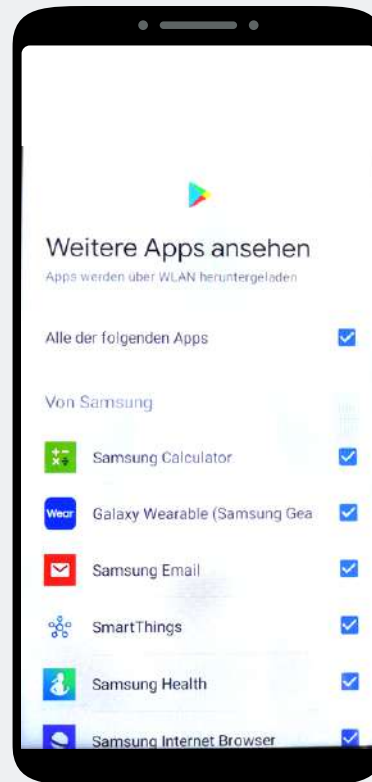 Weitere Apps ansehen
Apps werden über WLAN heruntergeladen
Alle der folgenden Apps
Von Samsung
Samsung Calculator
Wear
Galaxy Wearable (Samsung Gea
Samsung Email
SmartThings
Samsung Health
Samsung Internet Browser